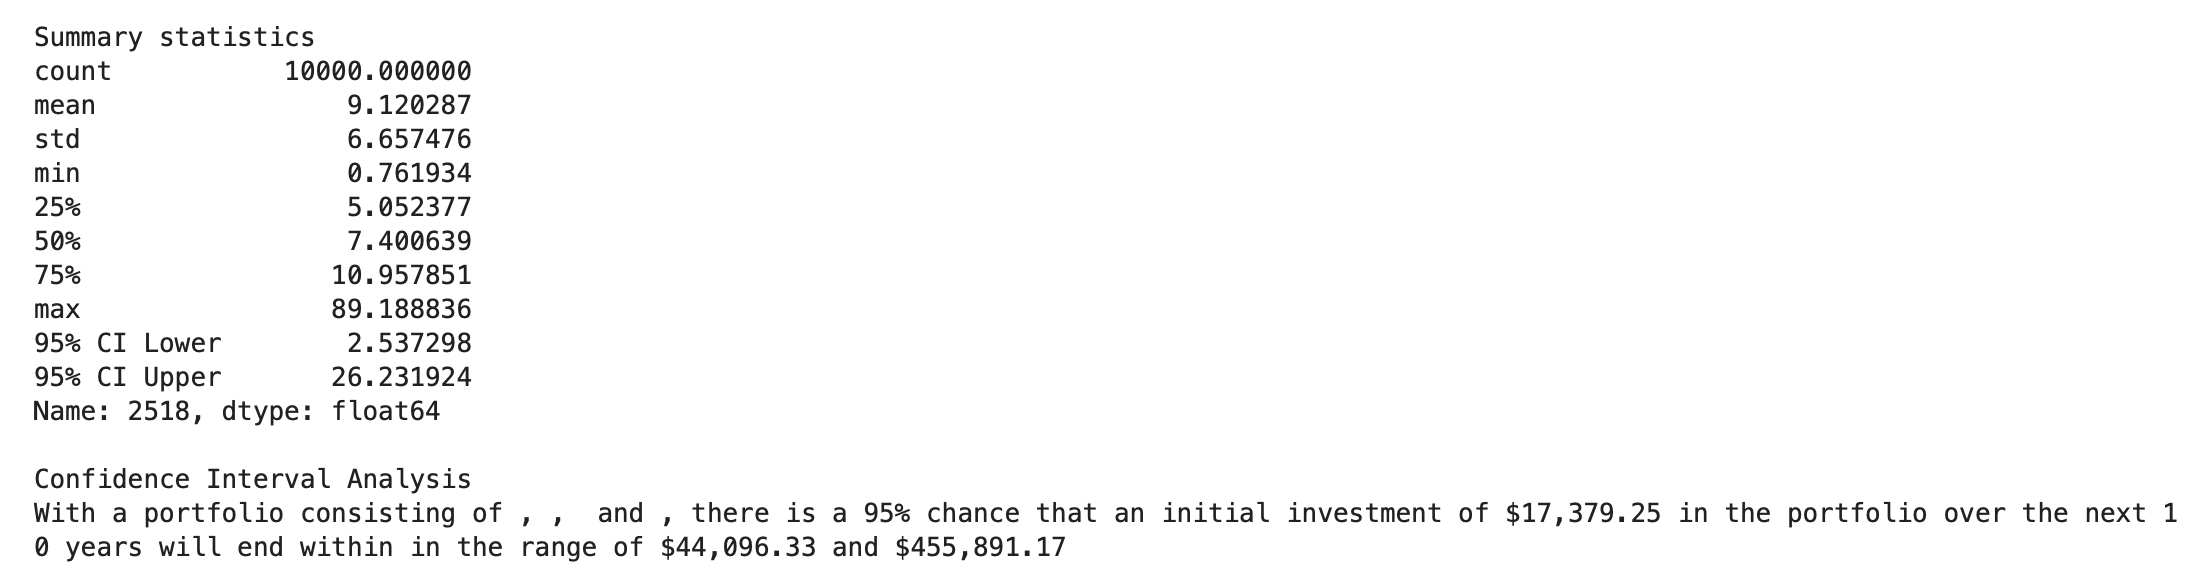 Summary statistics
count 10000.000000
mean 9.120287
std 6.657476
min 0.761934
25% 5.052377
50% 7.400639
75% 10.957851
max 89.188836
95% CI Lower 2.537298
95% CI Upper 26.231924
Name: 2518, dtype: float64
Confidence Interval Analysis
With a portfolio consisting of , ,  and , there is a 95% chance that an initial investment of $17,379.25 in the portfolio over the next 1
0 years will end within in the range of $44,096.33 and $455,891.17